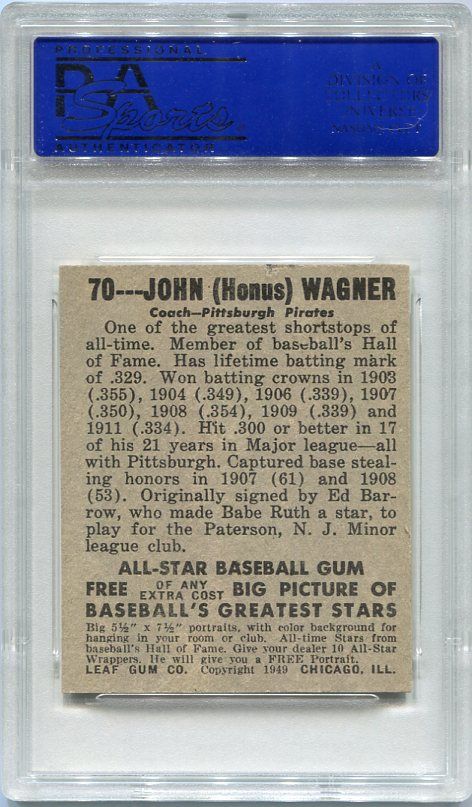 PROFESSIONAL
PSA
Sports
AUTHENTICATOR
A
DIVISION OF
COLLECTORS
UNIVERSE
70---JOHN (Honus) WAGNER
Coach—Pittsburgh Pirates
One of the greatest shortstops of
all-time. Member of baseball's Hall
of Fame. Has lifetime batting mark
of .329. Won batting crowns in 1903
(.355), 1904 (.349), 1906 (.339), 1907
(.350), 1908 (.354), 1909 (.339) and
1911 (.334). Hit .300 or better in 17
of his 21 years in Major league—all
with Pittsburgh. Captured base steal-
ing honors in 1907 (61) and 1908
(53). Originally signed by Ed Bar-
row, who made Babe Ruth a star, to
play for the Paterson, N. J. Minor
league club.
ALL-STAR BASEBALL GUM
FREE OF ANY EXTRA COST BIG PICTURE OF
BASEBALL'S GREATEST STARS
Big 5½" x 7½" portraits, with color background for
hanging in your room or club. All-time Stars from
baseball's Hall of Fame. Give your dealer 10 All-Star
Wrappers. He will give you a FREE Portrait.
LEAF GUM CO. Copyright 1949 CHICAGO, ILL.